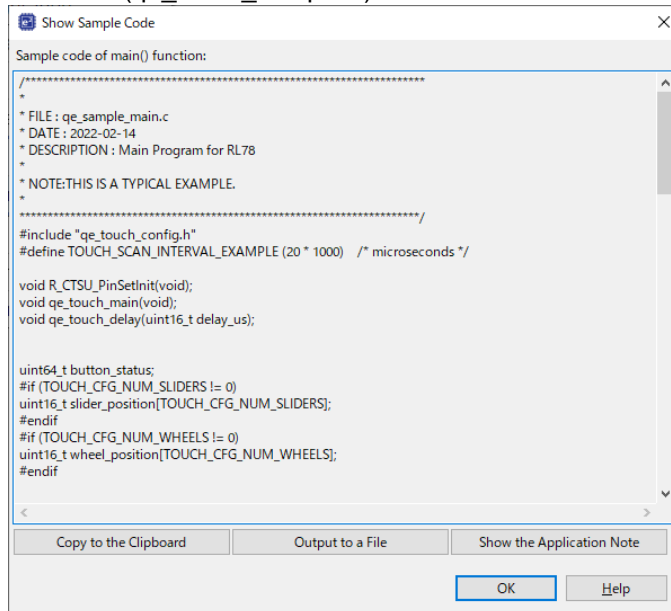 Show Sample Code
Sample code of main() function:
/***********************************************************************
*
* FILE : qe_sample_main.c
* DATE : 2022-02-14
* DESCRIPTION : Main Program for RL78
*
* NOTE:THIS IS A TYPICAL EXAMPLE.
*
***********************************************************************/
#include "qe_touch_config.h"
#define TOUCH_SCAN_INTERVAL_EXAMPLE (20 * 1000)    /* microseconds */

void R_CTSU_PinSetInit(void);
void qe_touch_main(void);
void qe_touch_delay(uint16_t delay_us);


uint64_t button_status;
#if (TOUCH_CFG_NUM_SLIDERS != 0)
uint16_t slider_position[TOUCH_CFG_NUM_SLIDERS];
#endif
#if (TOUCH_CFG_NUM_WHEELS != 0)
uint16_t wheel_position[TOUCH_CFG_NUM_WHEELS];
#endif
Copy to the Clipboard
Output to a File
Show the Application Note
OK
Help